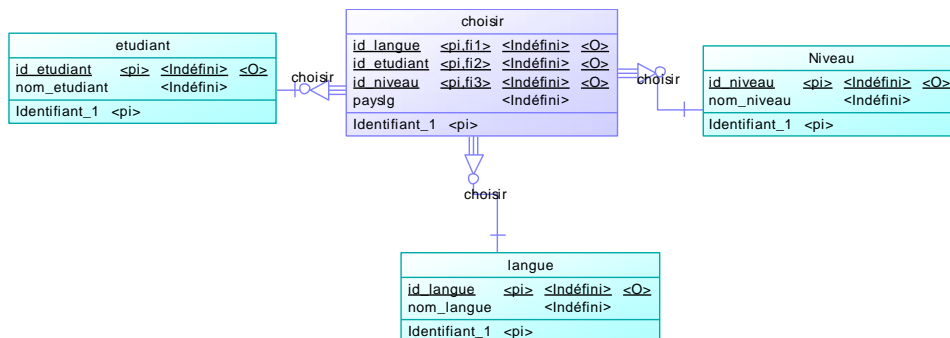 choisir
id_langue <pi,fi1> <Indéfini> <O>
id_etudiant <pi,fi2> <Indéfini> <O>
id_niveau <pi,fi3> <Indéfini> <O>
payslg <Indéfini>
Identifiant_1 <pi>
etudiant
id_etudiant <pi> <Indéfini> <O>
nom_etudiant <Indéfini>
Identifiant_1 <pi>
choisir
choisir
Niveau
id_niveau <pi> <Indéfini> <O>
nom_niveau <Indéfini>
Identifiant_1 <pi>
choisir
langue
id_langue <pi> <Indéfini> <O>
nom_langue <Indéfini>
Identifiant_1 <pi>